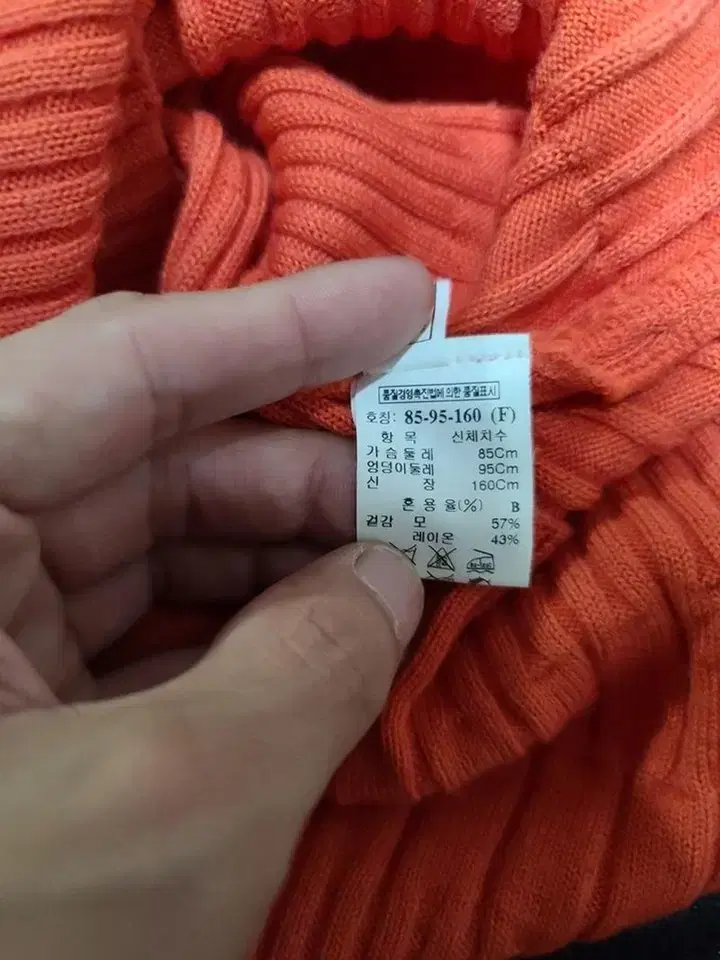 품질경영촉진법에 의한 품질표시
호칭: 85-95-160 (F)
항 목 신체치수
가슴둘레 85Cm
엉덩이둘레 95Cm
신 장 160Cm
혼 용 율(%) B
겉감 모 57%
레이온 43%